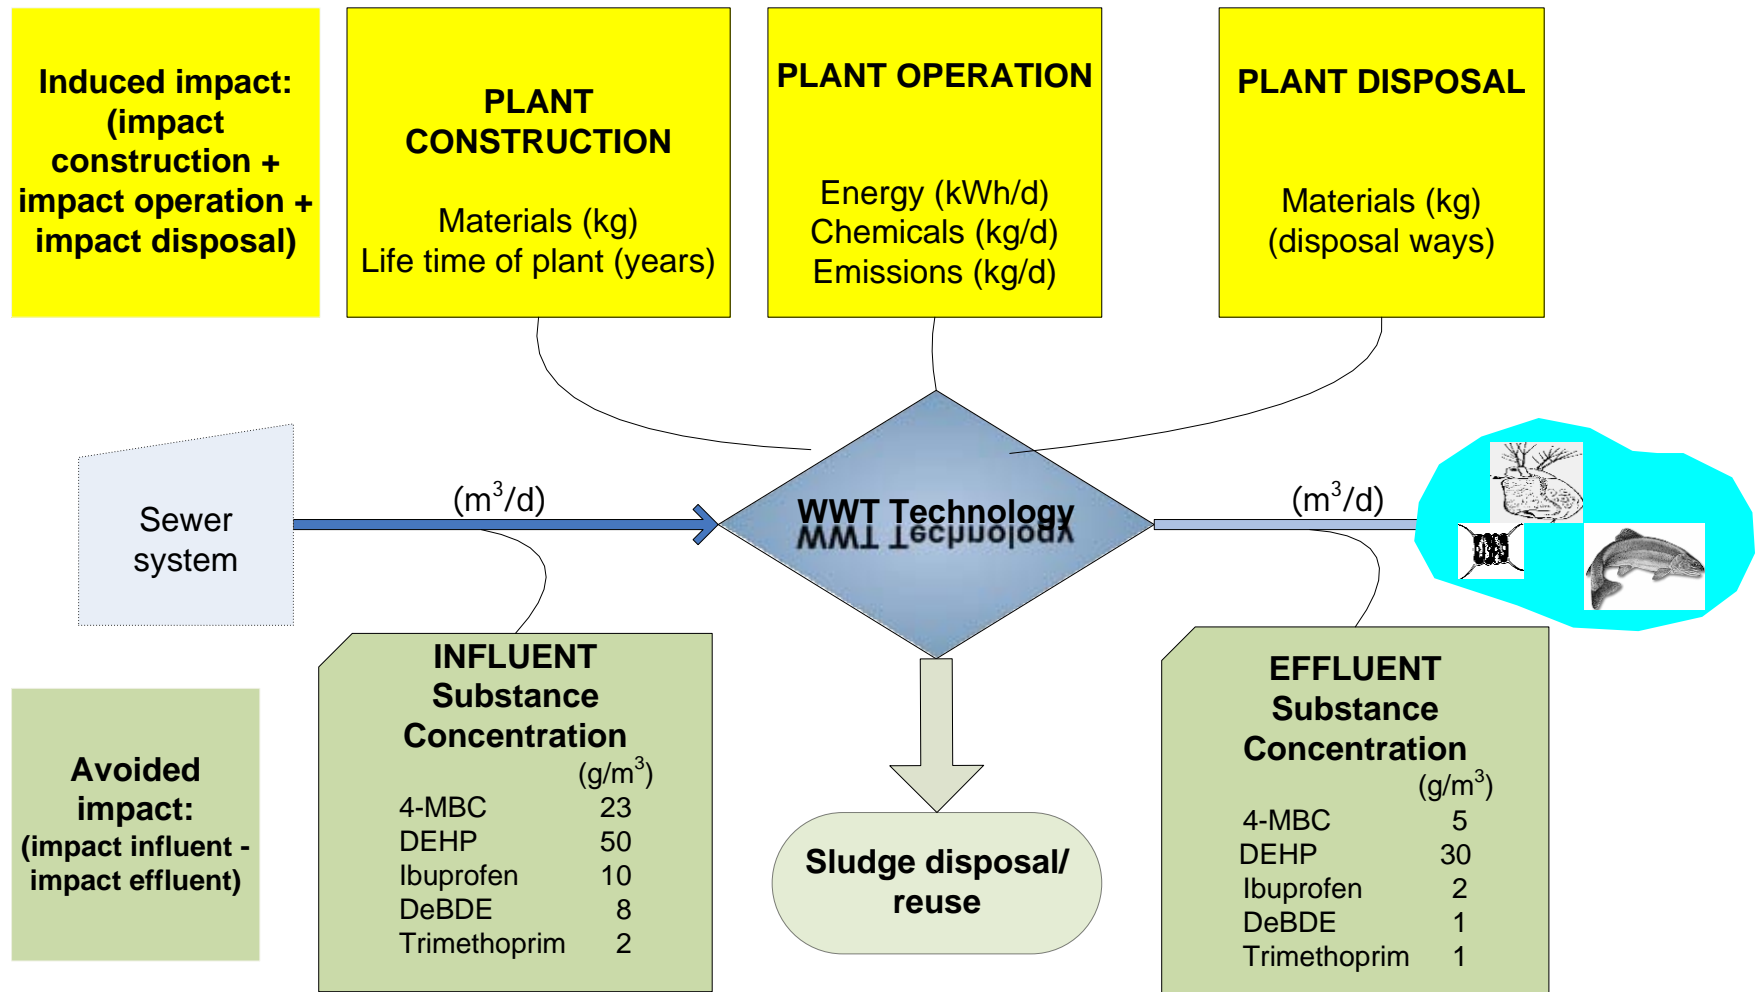 Induced impact:
(impact
construction +
impact operation +
impact disposal)
PLANT
CONSTRUCTION
Materials (kg)
Life time of plant (years)
PLANT OPERATION
Energy (kWh/d)
Chemicals (kg/d)
Emissions (kg/d)
PLANT DISPOSAL
Materials (kg)
(disposal ways)
Sewer
system
(m³/d)
WWT Technology
(m³/d)
Avoided
impact:
(impact influent -
impact effluent)
INFLUENT
Substance
Concentration
(g/m³)
4-MBC 23
DEHP 50
Ibuprofen 10
DeBDE 8
Trimethoprim 2
Sludge disposal/
reuse
EFFLUENT
Substance
Concentration
(g/m³)
4-MBC 5
DEHP 30
Ibuprofen 2
DeBDE 1
Trimethoprim 1